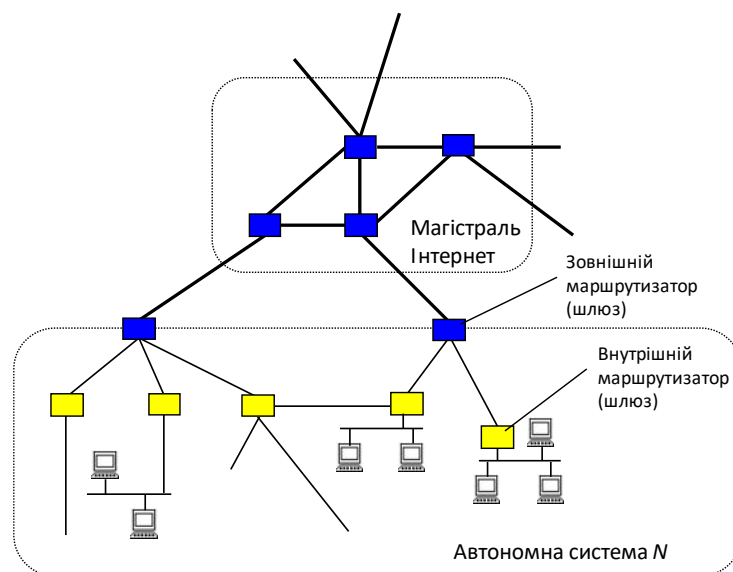 Магістраль
Інтернет
Зовнішній
маршрутизатор
(шлюз)
Внутрішній
маршрутизатор
(шлюз)
Автономна система N